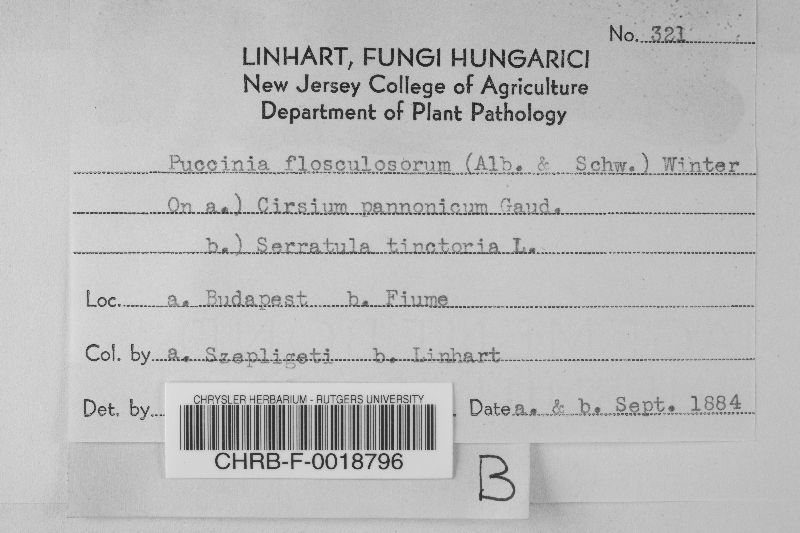 No. 321
LINHART, FUNGI HUNGARICI
New Jersey College of Agriculture
Department of Plant Pathology
Puccinia flosculosorum (Alb. & Schw.) Winter
On a.) Cirsium pannonicum Gaud.
b.) Serratula tinctoria L.
Loc. a. Budapest b. Fiume
Col. by a. Szepligeti b. Linhart
Det. by Date a. & b. Sept. 1884
CHRYSLER HERBARIUM - RUTGERS UNIVERSITY
CHRB-F-0018796
B